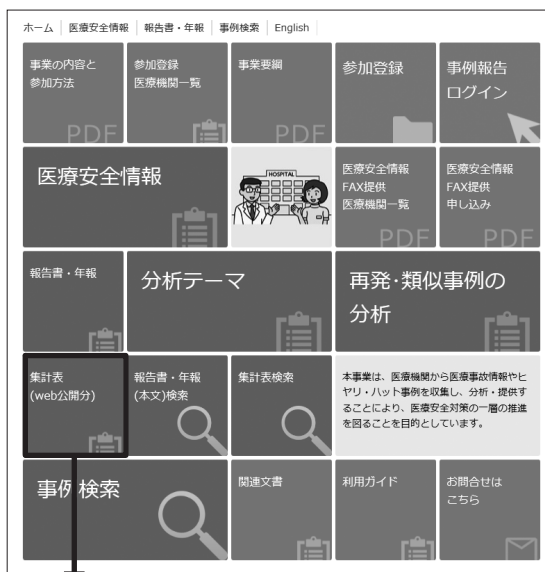 ホーム | 医療安全情報 | 報告書・年報 | 事例検索 | English
事業の内容と
参加方法
PDF
参加登録
医療機関一覧
事業要綱
PDF
参加登録
事例報告
ログイン
医療安全情報
HOSPITAL
医療安全情報
FAX提供
医療機関一覧
PDF
医療安全情報
FAX提供
申し込み
PDF
報告書・年報
分析テーマ
再発・類似事例の
分析
集計表
(web公開分)
報告書・年報
(本文)検索
集計表検索
本事業は、医療機関から医療事故情報やヒ
ヤリ・ハット事例を収集し、分析・提供す
ることにより、医療安全対策の一層の推進
を図ることを目的としています。
事例検索
関連文書
利用ガイド
お問合せは
こちら